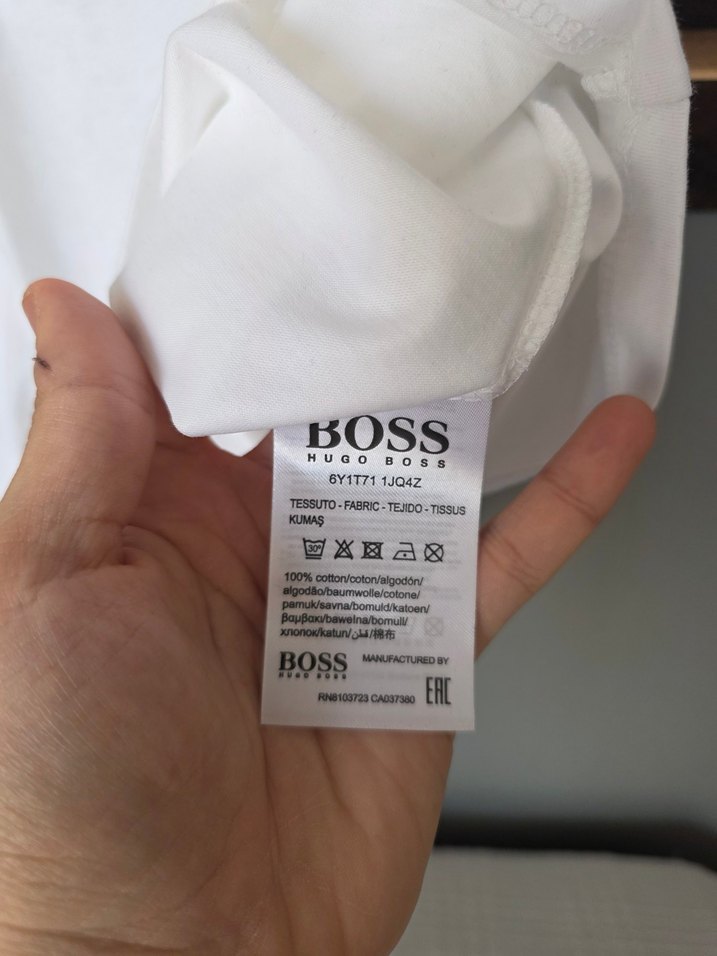 BOSS
HUGO BOSS
6Y1T71 1JQ4Z
TESSUTO - FABRIC - TEJIDO - TISSUS
KUMAŞ
30°
100% cotton/coton/algodón/
algodão/baumwolle/cotone/
pamuk/savna/bomuld/katoen/
βαμβακι/bawelna/bomull/
хлопок/katun/قطن/棉布
BOSS
HUGO BOSS
MANUFACTURED BY
RN8103723 CA037380
EAC